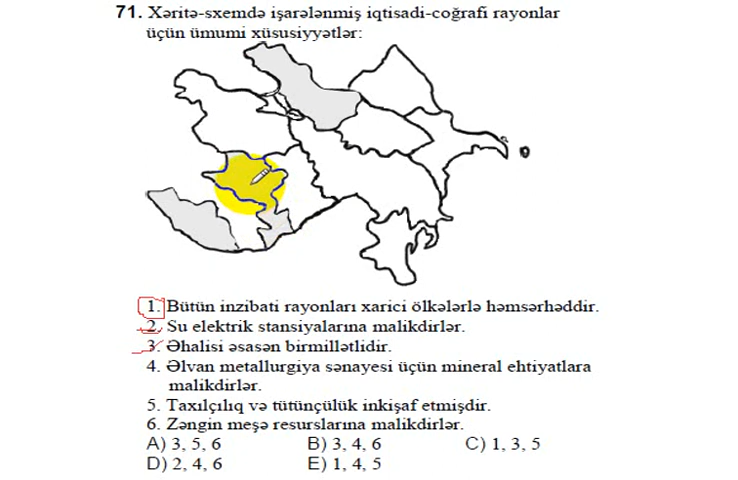 71. Xəritə-sxemdə işarələnmiş iqtisadi-coğrafi rayonlar
üçün ümumi xüsusiyyətlər:
1. Bütün inzibati rayonları xarici ölkələrlə həmsərhəddir.
2. Su elektrik stansiyalarına malikdirlər.
3. Əhalisi əsasən birmillətlidir.
4. Əlvan metallurgiya sənayesi üçün mineral ehtiyatlara
malikdirlər.
5. Taxılçılıq və tütünçülük inkişaf etmişdir.
6. Zəngin meşə resurslarına malikdirlər.
A) 3, 5, 6 B) 3, 4, 6 C) 1, 3, 5
D) 2, 4, 6 E) 1, 4, 5